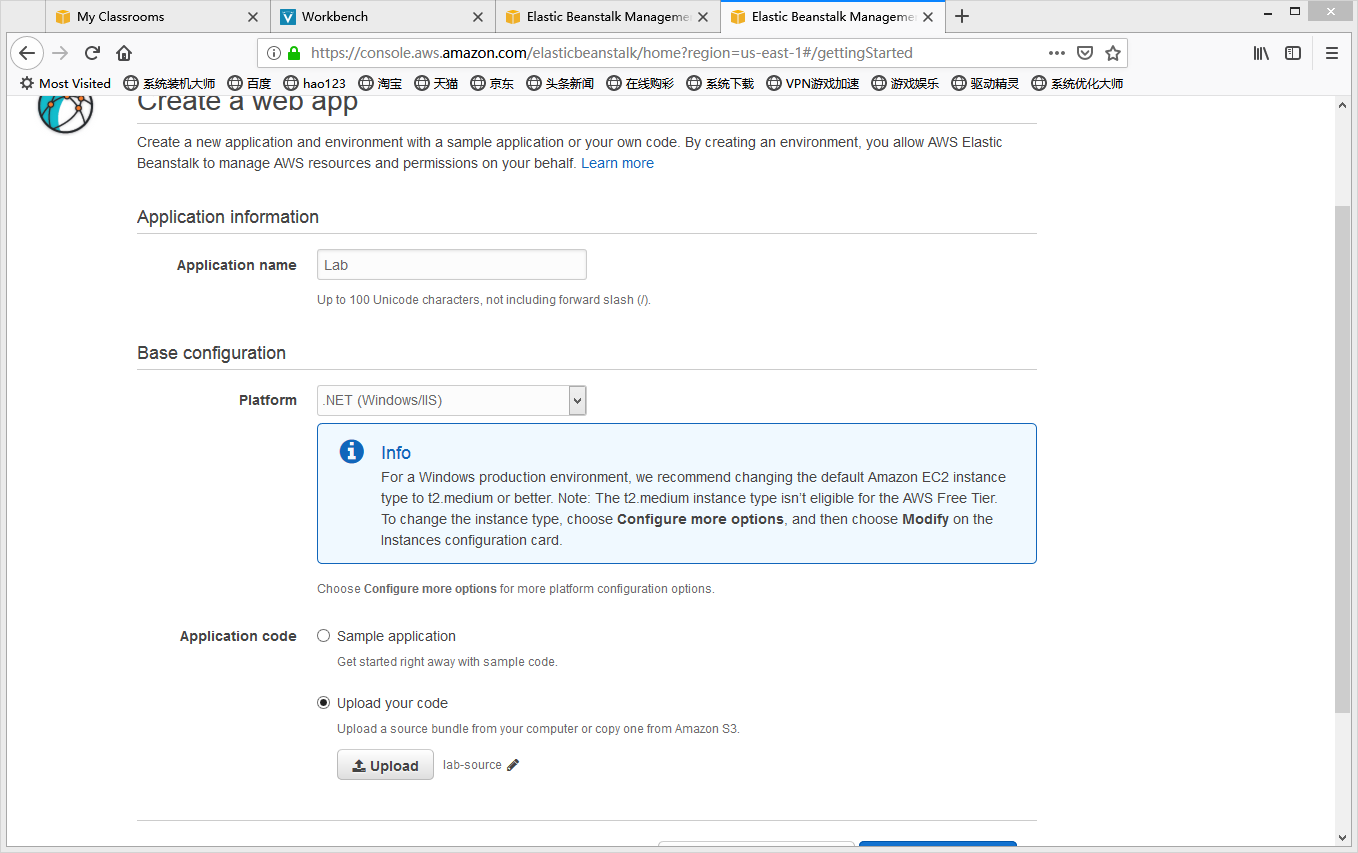 My Classrooms
Workbench
Elastic Beanstalk Manageme
Elastic Beanstalk Manageme
https://console.aws.amazon.com/elasticbeanstalk/home?region=us-east-1#/gettingStarted
Most Visited 系统装机大师 百度 hao123 淘宝 天猫 京东 头条新闻 在线购彩 系统下载 VPN游戏加速 游戏娱乐 驱动精灵 系统优化大师
Create a web app
Create a new application and environment with a sample application or your own code. By creating an environment, you allow AWS Elastic
Beanstalk to manage AWS resources and permissions on your behalf. Learn more
Application information
Application name Lab
Up to 100 Unicode characters, not including forward slash (/).
Base configuration
Platform .NET (Windows/IIS)
Info
For a Windows production environment, we recommend changing the default Amazon EC2 instance
type to t2.medium or better. Note: The t2.medium instance type isn't eligible for the AWS Free Tier.
To change the instance type, choose Configure more options, and then choose Modify on the
Instances configuration card.
Choose Configure more options for more platform configuration options.
Application code Sample application
Get started right away with sample code.
Upload your code
Upload a source bundle from your computer or copy one from Amazon S3.
Upload lab-source